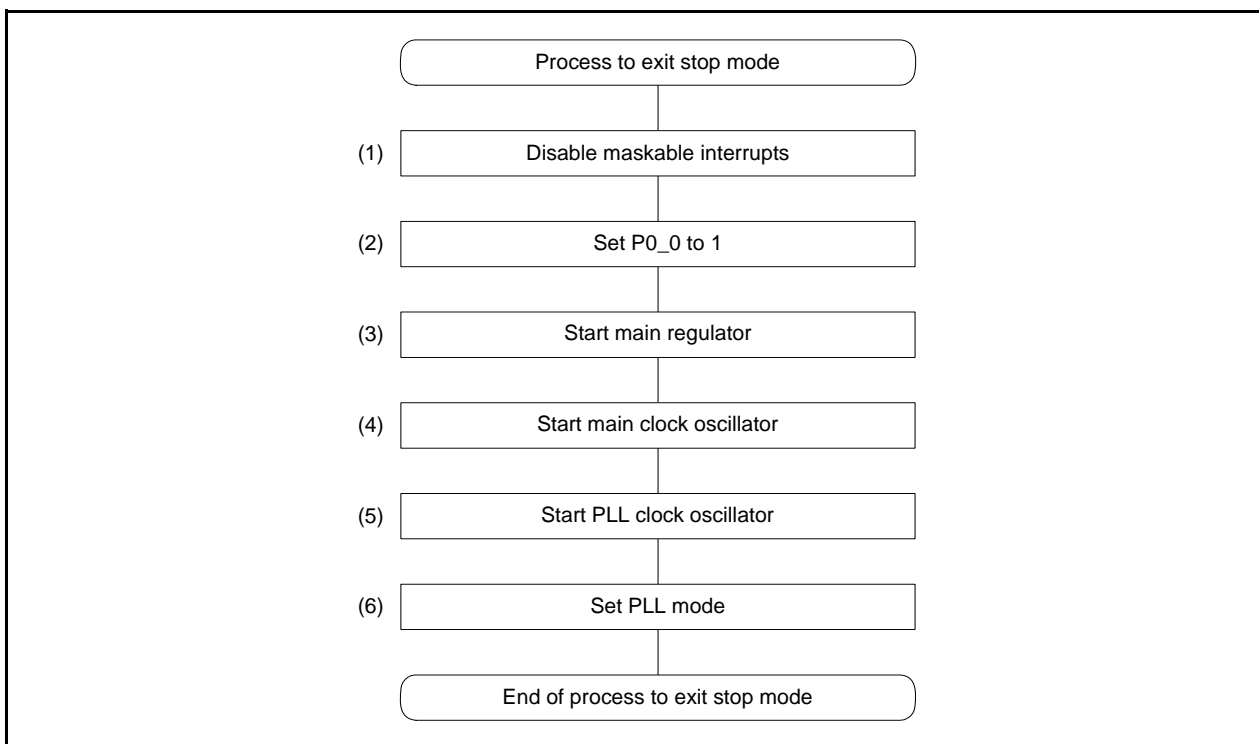 Process to exit stop mode
(1) Disable maskable interrupts
(2) Set P0_0 to 1
(3) Start main regulator
(4) Start main clock oscillator
(5) Start PLL clock oscillator
(6) Set PLL mode
End of process to exit stop mode